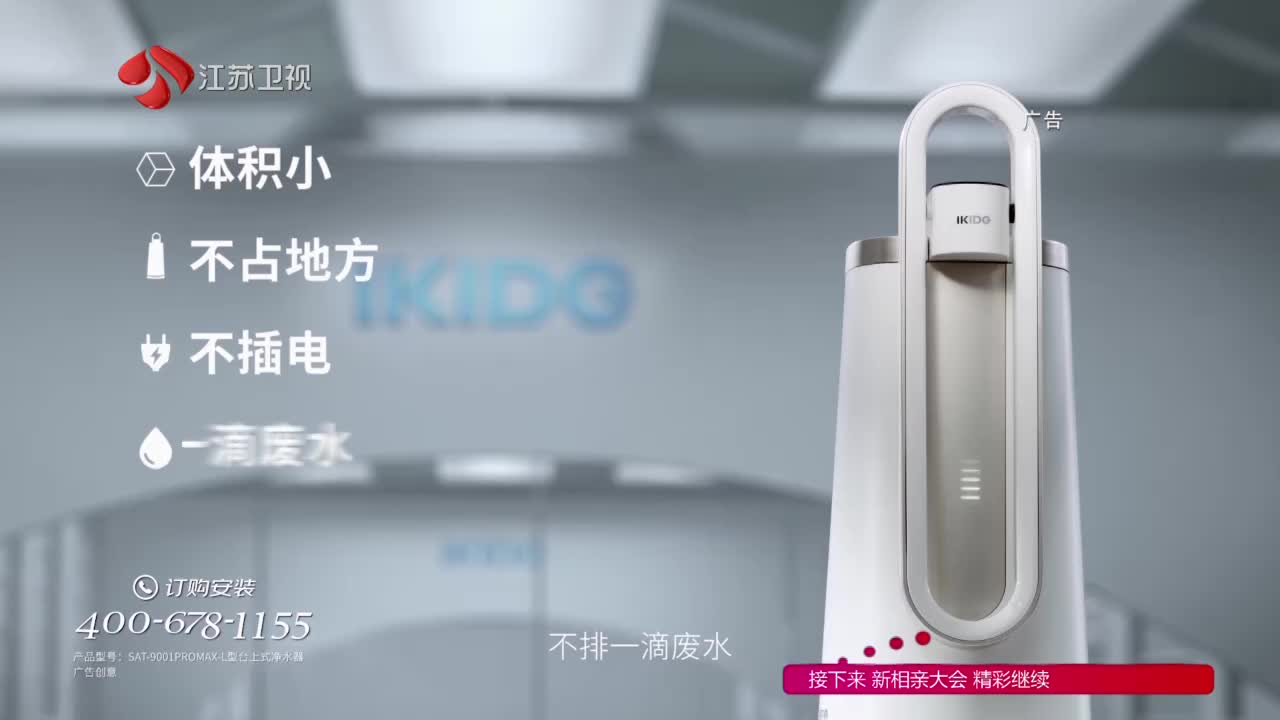 江苏卫视
广告
体积小
IKIDG
不占地方
IKIDG
不插电
一滴废水
订购安装
400-678-1155
产品型号：SAT-9001PROMAX-L型台上式净水器
广告创意
不排一滴废水
接下来 新相亲大会 精彩继续